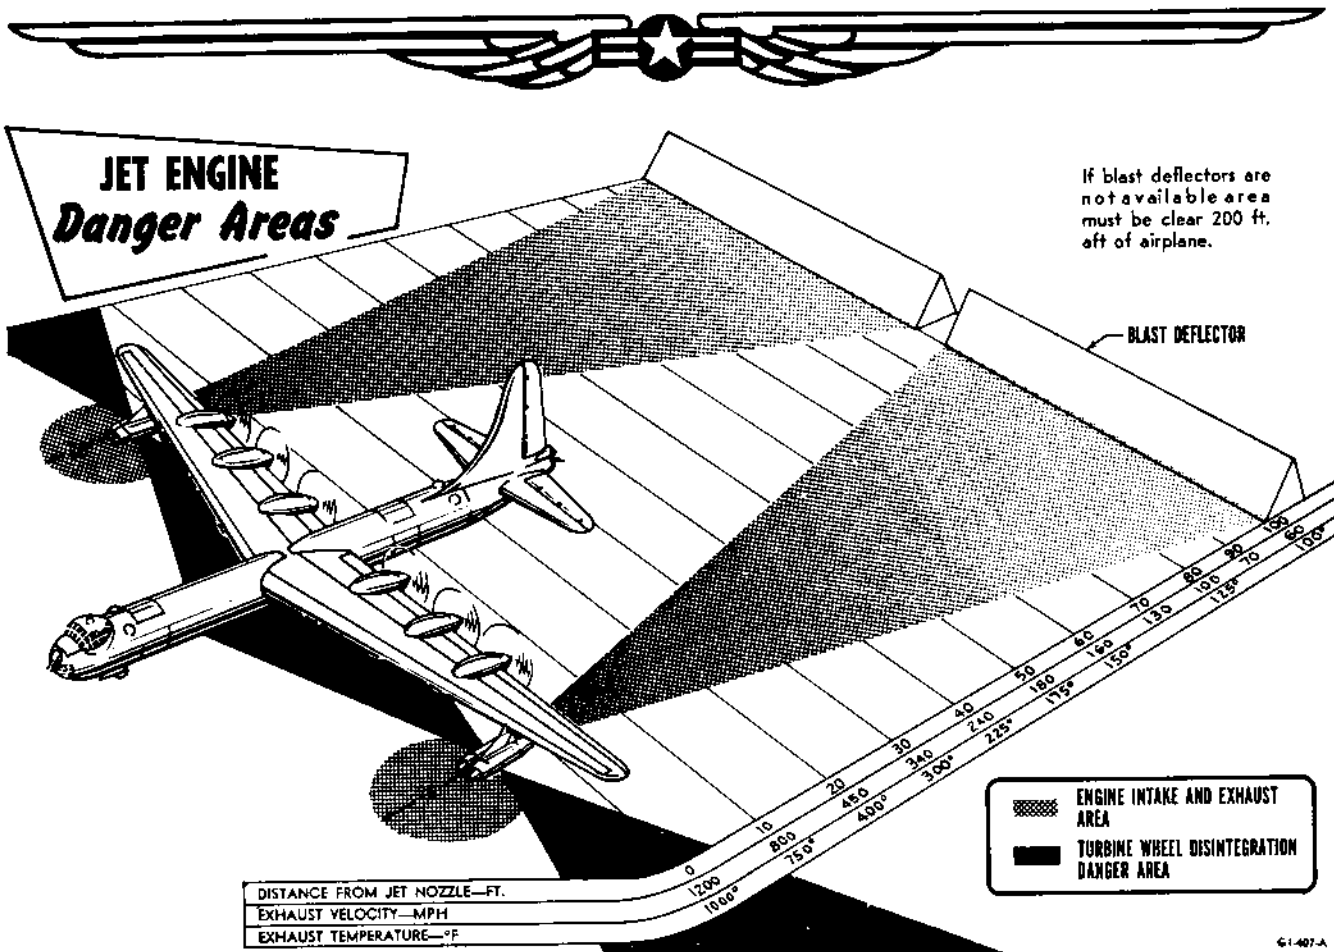 JET ENGINE
Danger Areas
If blast deflectors are
not available area
must be clear 200 ft.
aft of airplane.
BLAST DEFLECTOR
ENGINE INTAKE AND EXHAUST
AREA
TURBINE WHEEL DISINTEGRATION
DANGER AREA
DISTANCE FROM JET NOZZLE—FT. 0 10 20 30 40 50 60 70 80 90 100
EXHAUST VELOCITY—MPH 1200 800 450 340 240 180 160 130 100 70 60
EXHAUST TEMPERATURE—°F 1000° 750° 400° 300° 225° 175° 150° 125° 100°
G1-407-A